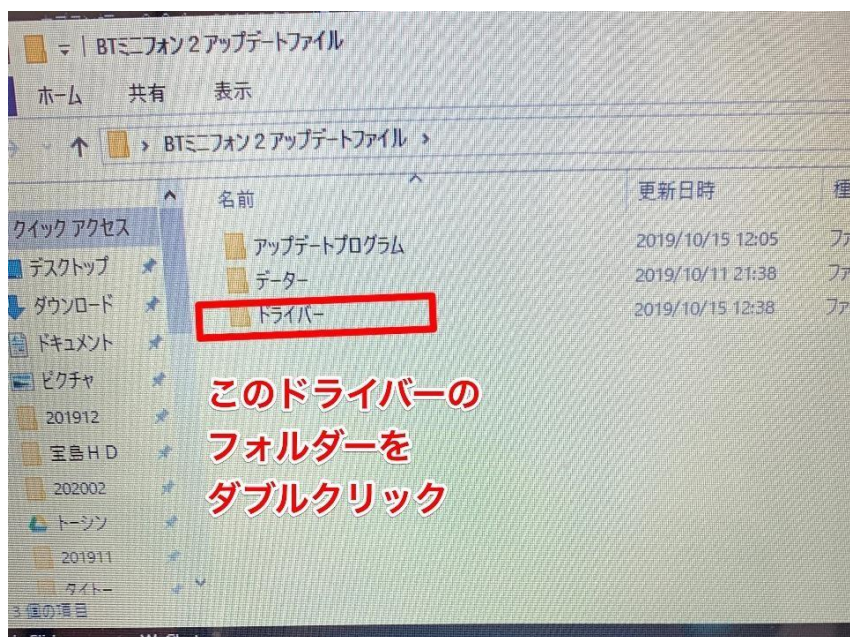 BTミニフォン2アップデートファイル
ホーム 共有 表示
BTミニフォン2アップデートファイル
名前 更新日時 種
クイック アクセス
デスクトップ
ダウンロード
ドキュメント
ピクチャ
201912
宝島HD
202002
トーシン
201911
タイトー
3 個の項目
アップデートプログラム 2019/10/15 12:05 ファ
データー 2019/10/11 21:38 ファ
ドライバー 2019/10/15 12:38 ファ
このドライバーの
フォルダーを
ダブルクリック